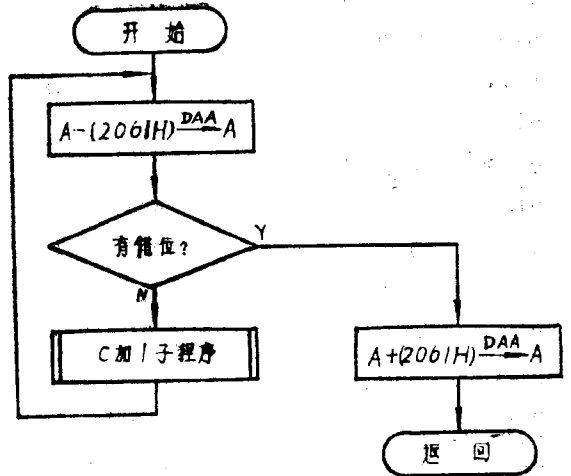 开 始
A-(2061H) DAA→ A
有借位?
Y
N
C加1子程序
A+(2061H) DAA→ A
返 回